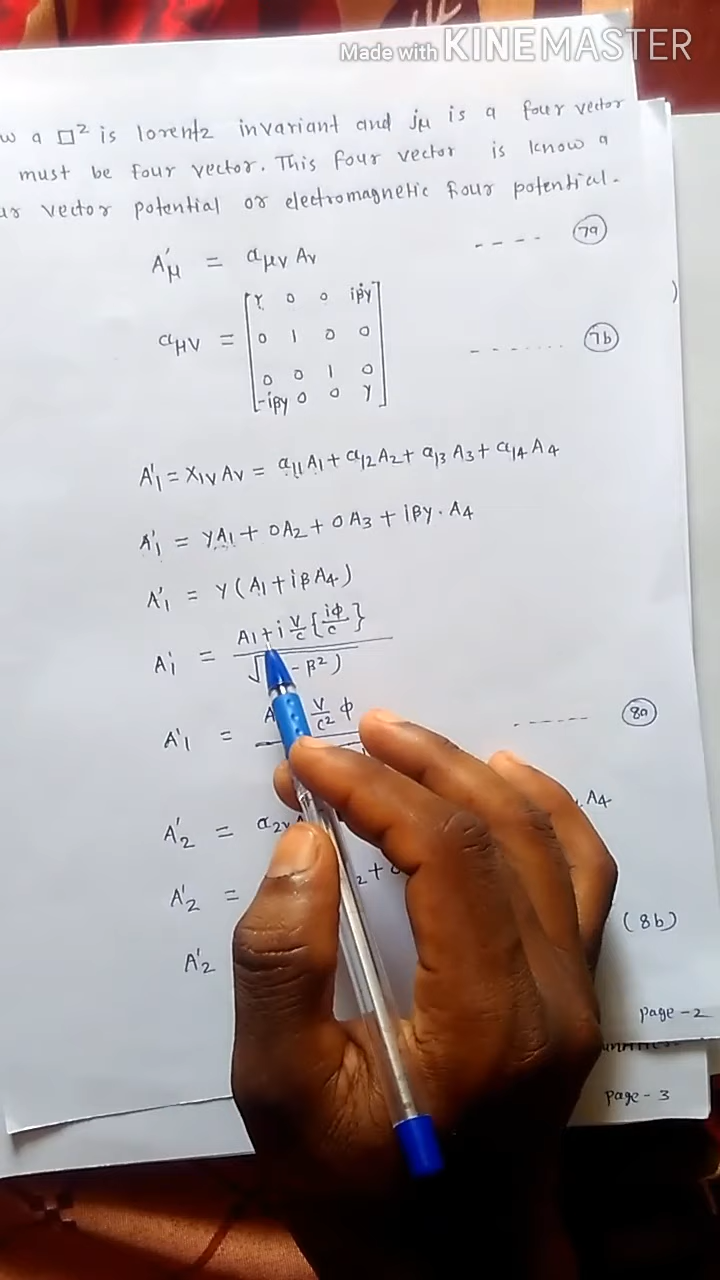 Made with KINEMASTER
w a □² is lorentz invariant and jμ is a four vector
must be four vector. This four vector is know a
vector potential or electromagnetic four potential.
A'μ = aμν Aν ---- (7a)
aμν = [γ 0 0 iβγ
0 1 0 0
0 0 1 0
-iβγ 0 0 γ] ------- (7b)
A'1 = X1ν Aν = a11 A1 + a12 A2 + a13 A3 + a14 A4
A'1 = γA1 + 0A2 + 0A3 + iβγ. A4
A'1 = γ(A1 + iβA4)
A'1 = A1 + i v/c {iφ/c} / √ - β²)
A'1 = A v/c² φ ------ (8a)
A'2 = a2ν A4
A'2 = 2 +
(8b)
A'2
page -2
page - 3